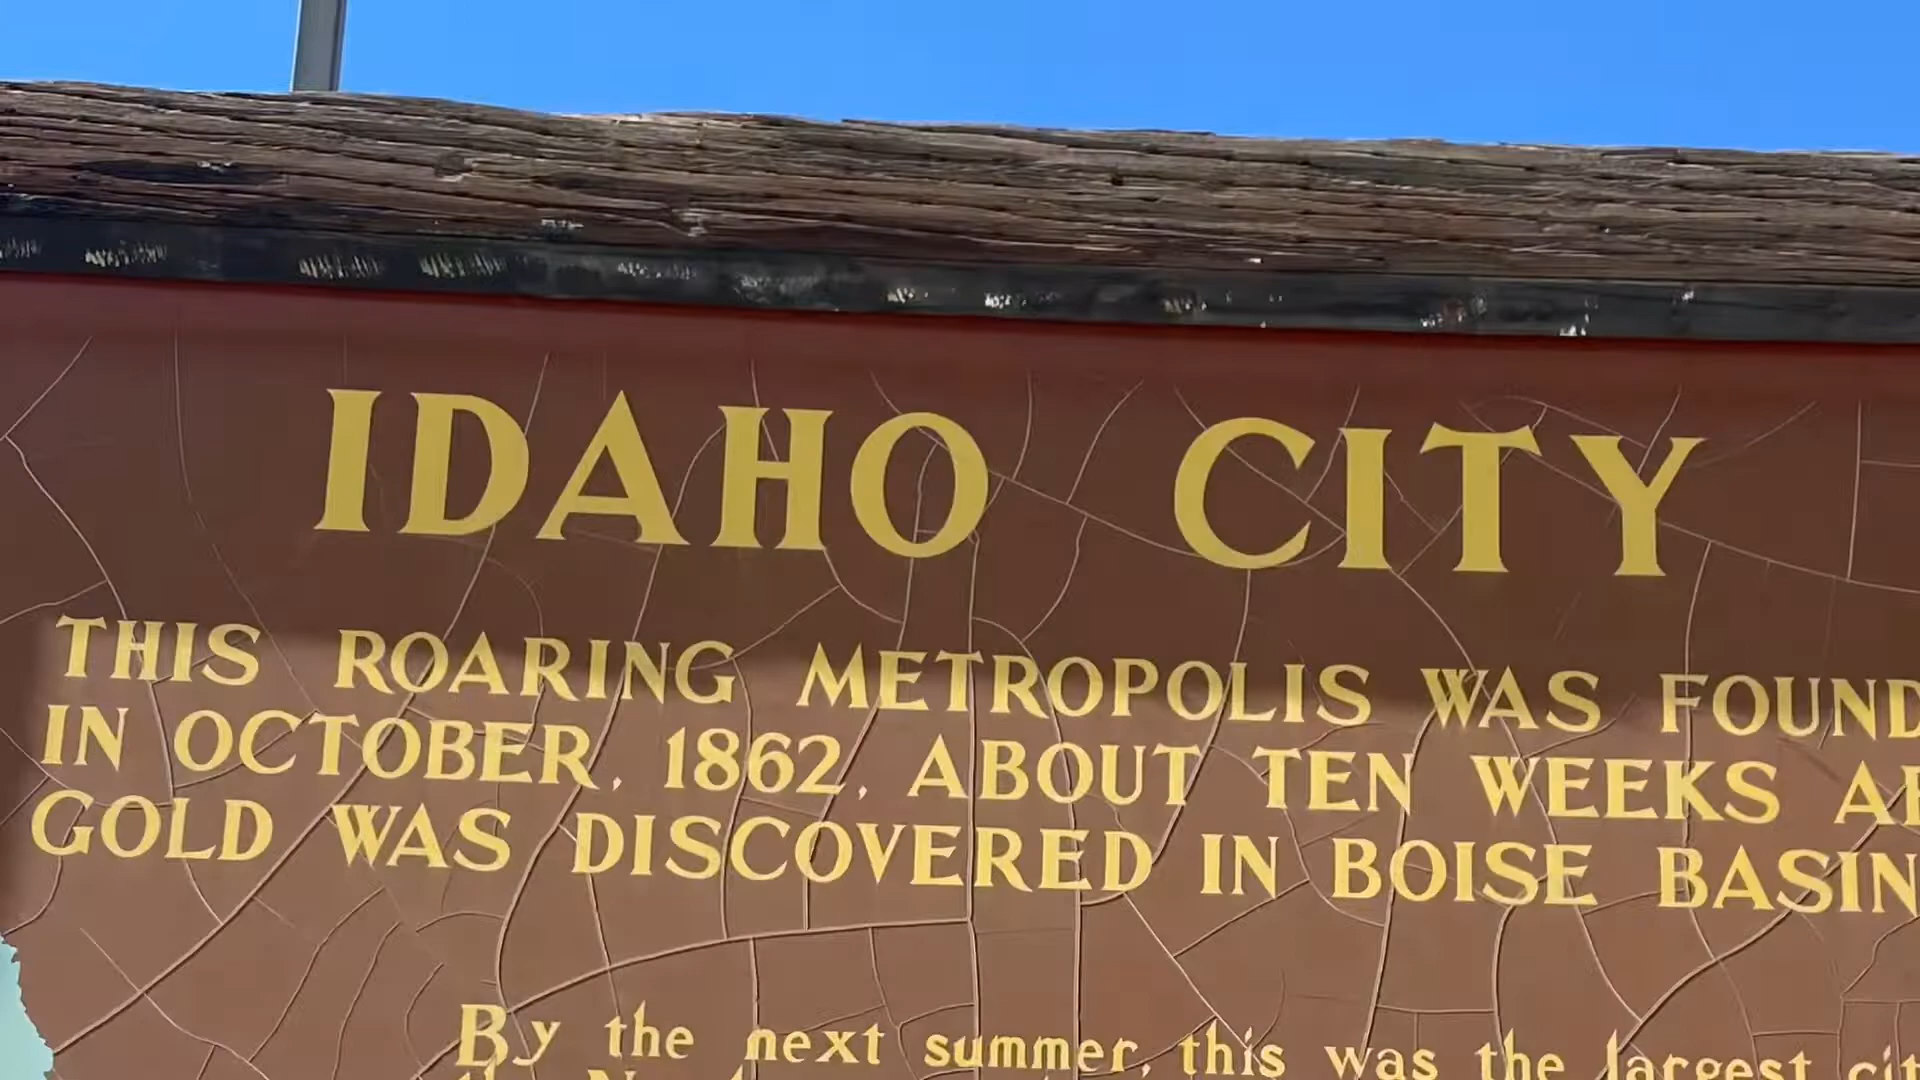 IDAHO CITY
THIS ROARING METROPOLIS WAS FOUND
IN OCTOBER, 1862, ABOUT TEN WEEKS
GOLD WAS DISCOVERED IN BOISE BASIN
By the next summer, this was the largest